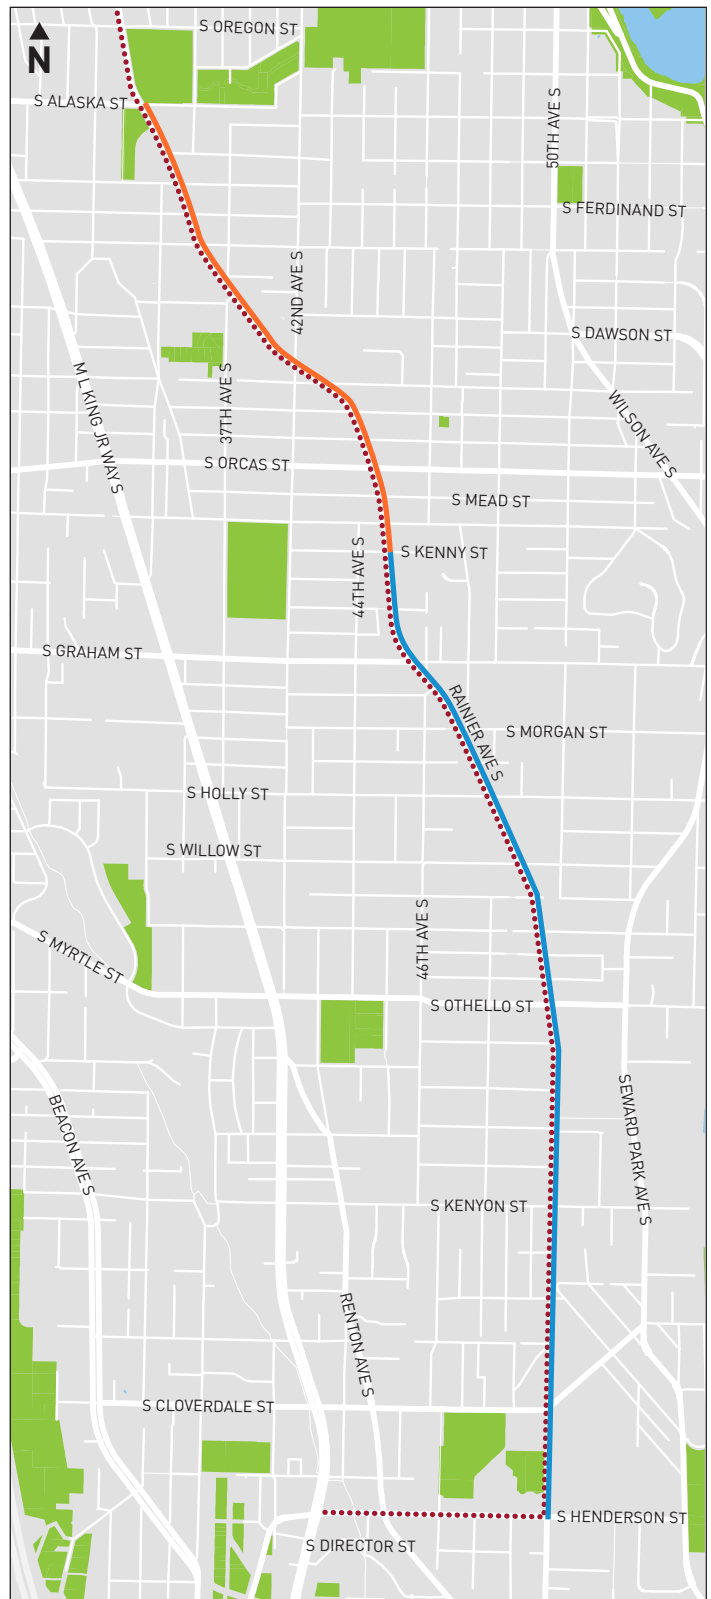 S OREGON ST
N
S ALASKA ST
50TH AVE S
S FERDINAND ST
42ND AVE S
S DAWSON ST
M L KING JR WAY S
37TH AVE S
WILSON AVE S
S ORCAS ST
S MEAD ST
44TH AVE S
S KENNY ST
S GRAHAM ST
RAINIER AVE S
S MORGAN ST
S HOLLY ST
S WILLOW ST
46TH AVE S
S MYRTLE ST
S OTHELLO ST
BEACON AVE S
SEWARD PARK AVE S
S KENYON ST
RENTON AVE S
S CLOVERDALE ST
S HENDERSON ST
S DIRECTOR ST